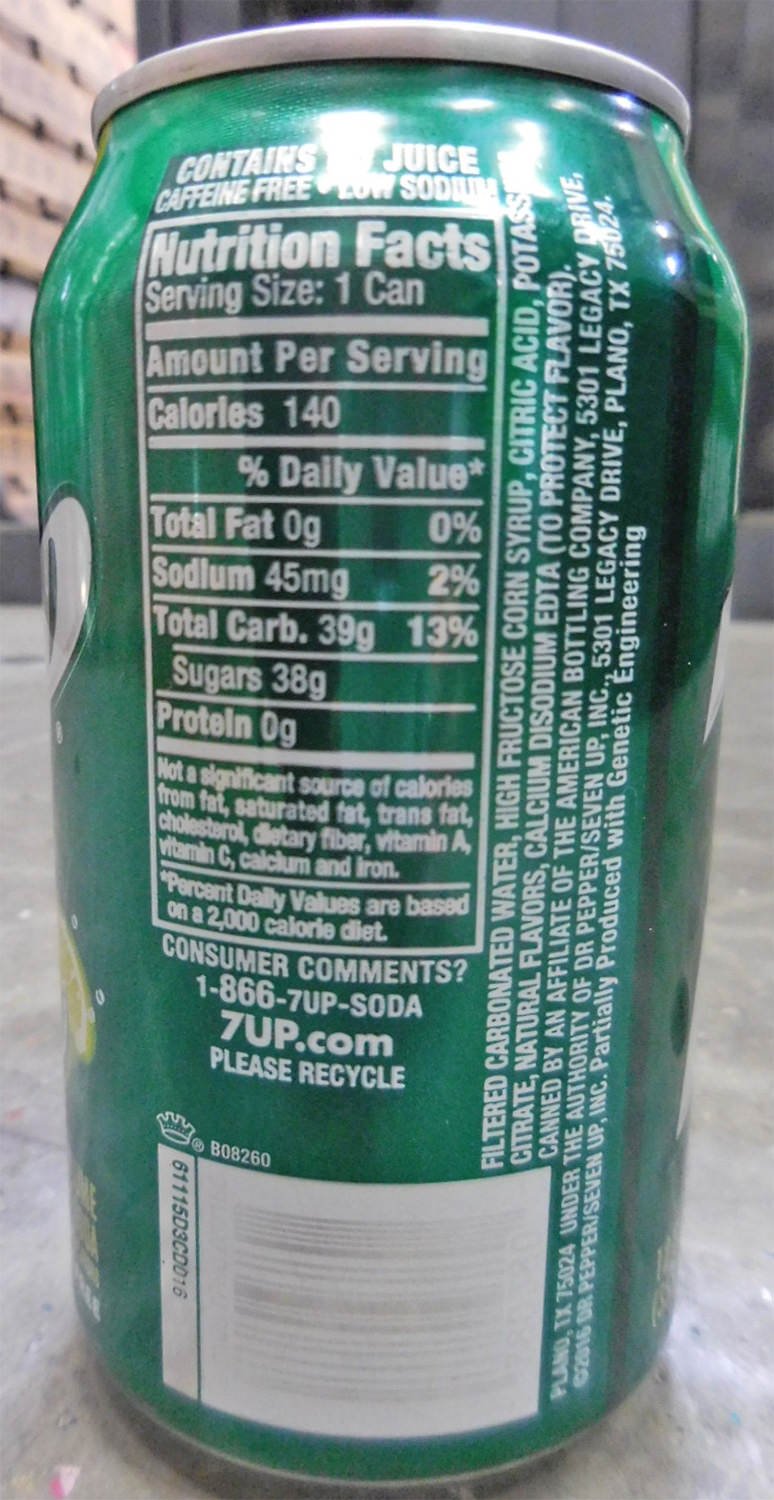 CONTAINS JUICE
CAFFEINE FREE • LOW SODIUM
Nutrition Facts
Serving Size: 1 Can
Amount Per Serving
Calories 140
% Daily Value*
Total Fat 0g 0%
Sodium 45mg 2%
Total Carb. 39g 13%
Sugars 38g
Protein 0g
Not a significant source of calories
from fat, saturated fat, trans fat,
cholesterol, dietary fiber, vitamin A,
vitamin C, calcium and iron.
*Percent Daily Values are based
on a 2,000 calorie diet.
CONSUMER COMMENTS?
1-866-7UP-SODA
7UP.com
PLEASE RECYCLE
® B08260
61115D3CD016
FILTERED CARBONATED WATER, HIGH FRUCTOSE CORN SYRUP, CITRIC ACID, POTASS
CITRATE, NATURAL FLAVORS, CALCIUM DISODIUM EDTA (TO PROTECT FLAVOR).
CANNED BY AN AFFILIATE OF THE AMERICAN BOTTLING COMPANY, 5301 LEGACY DRIVE,
PLANO, TX 75024 UNDER THE AUTHORITY OF DR PEPPER/SEVEN UP, INC., 5301 LEGACY DRIVE, PLANO, TX 75024.
©2016 DR PEPPER/SEVEN UP, INC. Partially Produced with Genetic Engineering